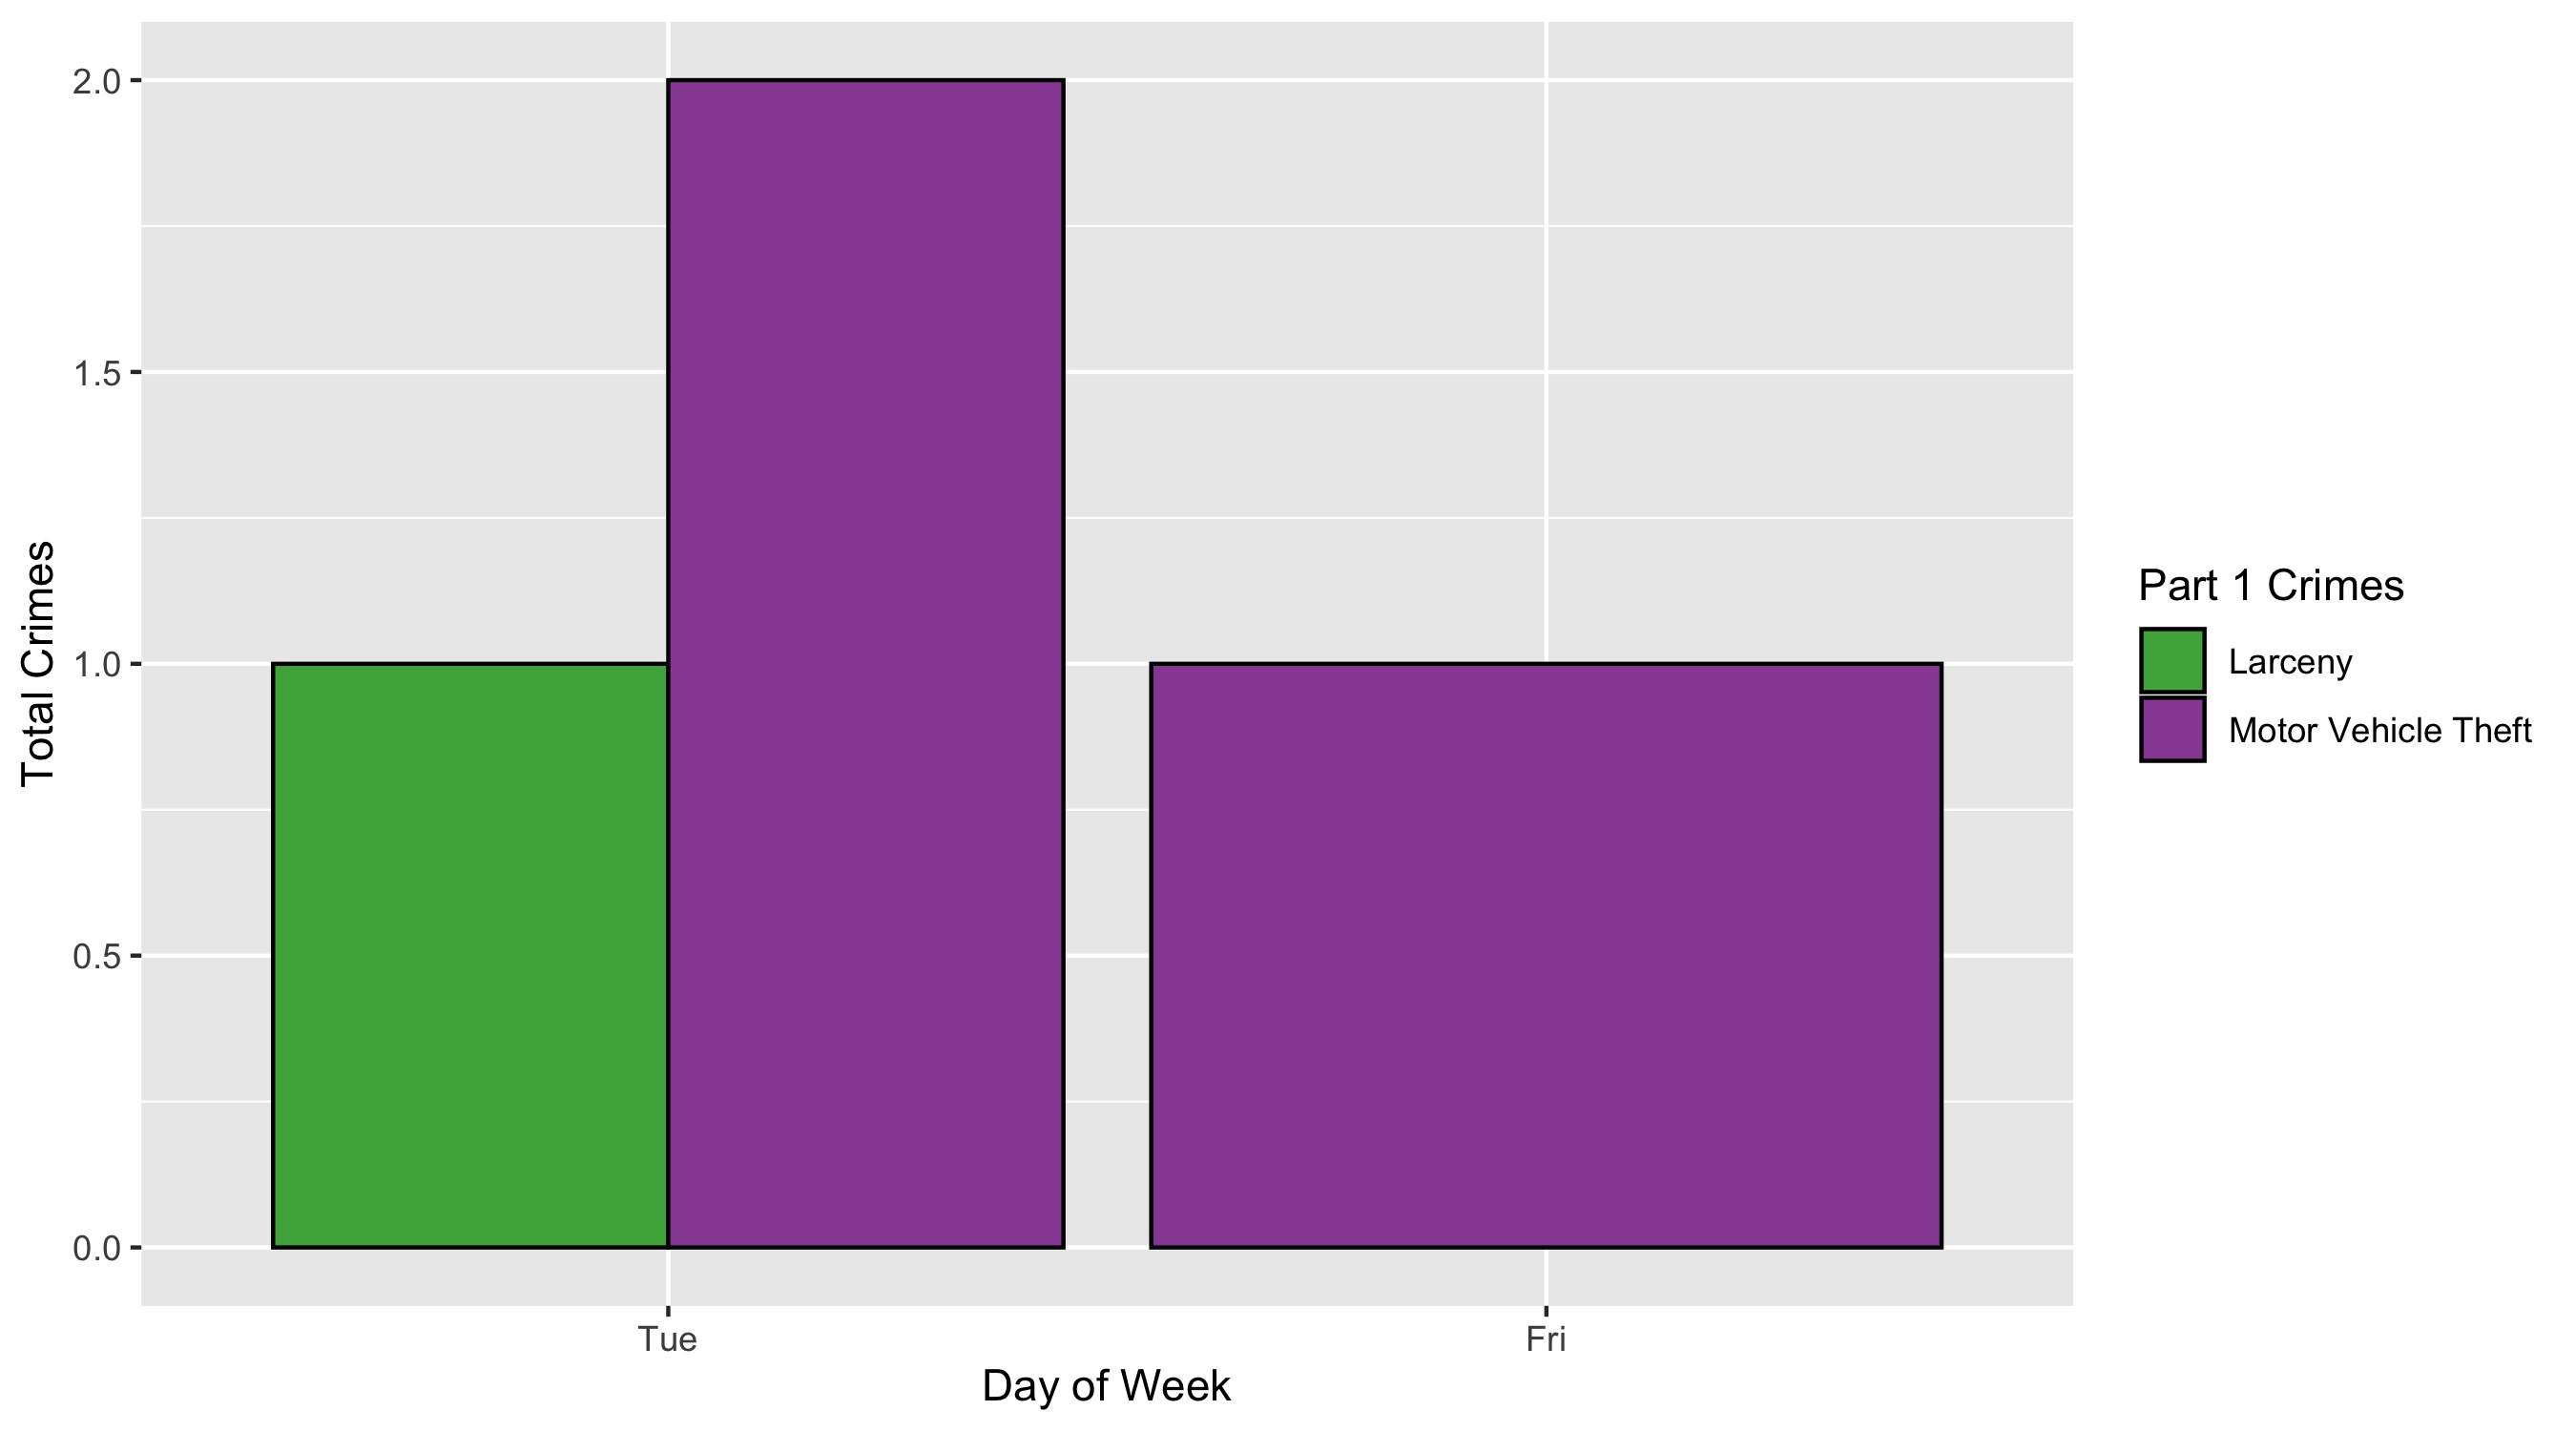 2.0
1.5
1.0
0.5
0.0
Total Crimes
Tue
Fri
Day of Week
Part 1 Crimes
Larceny
Motor Vehicle Theft